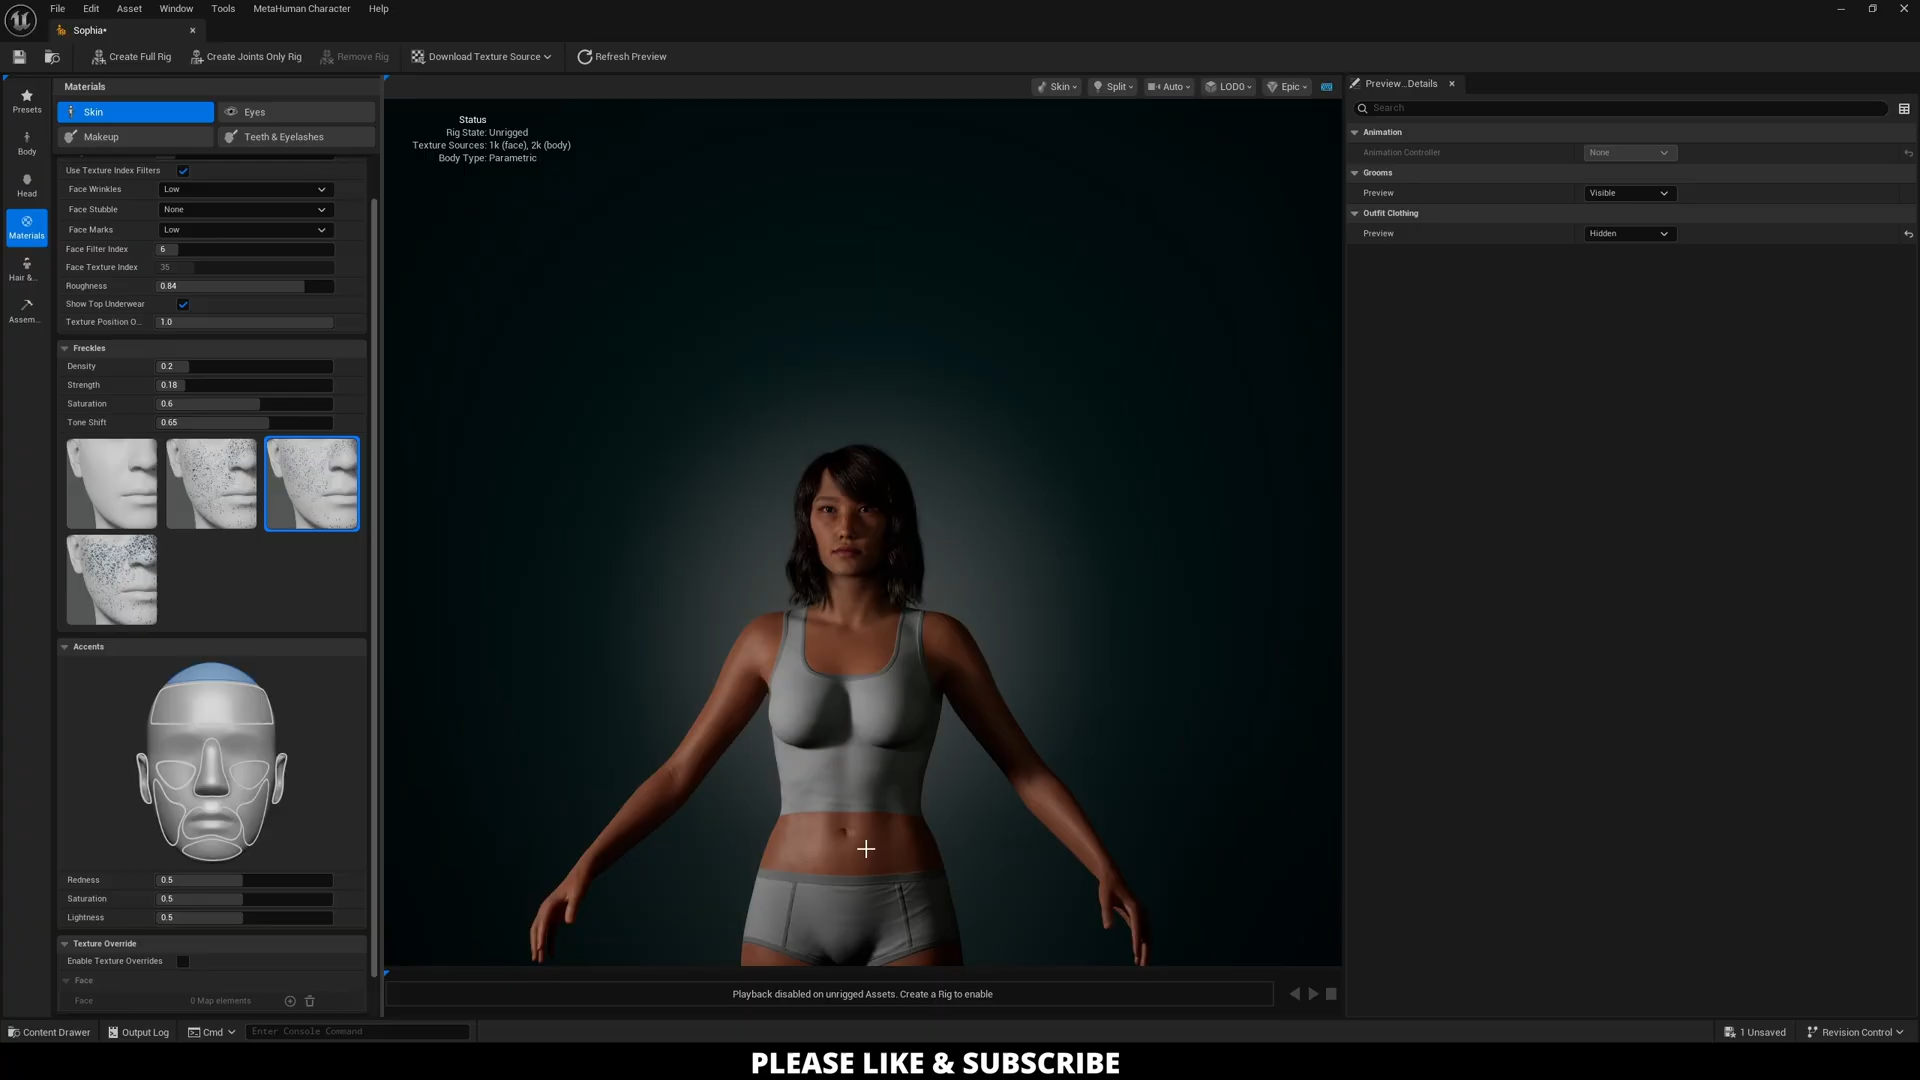 File Edit Asset Window Tools MetaHuman Character Help
Sophia•
Create Full Rig Create Joints Only Rig Remove Rig Download Texture Source Refresh Preview
Presets
Body
Head
Materials
Hair &...
Assem...
Materials
Skin Eyes
Makeup Teeth & Eyelashes
Use Texture Index Filters
Face Wrinkles Low
Face Stubble None
Face Marks Low
Face Filter Index 6
Face Texture Index 35
Roughness 0.84
Show Top Underwear
Texture Position O... 1.0
Freckles
Density 0.2
Strength 0.18
Saturation 0.6
Tone Shift 0.65
Accents
Redness 0.5
Saturation 0.5
Lightness 0.5
Texture Override
Enable Texture Overrides
Face
Face 0 Map elements
Skin Split Auto LOD0 Epic
Status
Rig State: Unrigged
Texture Sources: 1k (face), 2k (body)
Body Type: Parametric
Playback disabled on unrigged Assets. Create a Rig to enable
Preview...Details
Search
Animation
Animation Controller None
Grooms
Preview Visible
Outfit Clothing
Preview Hidden
Content Drawer Output Log Cmd Enter Console Command
1 Unsaved Revision Control
PLEASE LIKE & SUBSCRIBE